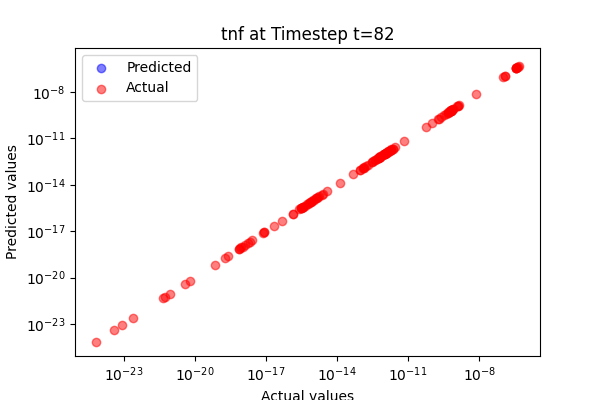 tnf at Timestep t=82
Predicted
Actual
10⁻⁸
10⁻¹¹
10⁻¹⁴
10⁻¹⁷
10⁻²⁰
10⁻²³
Predicted values
10⁻²³ 10⁻²⁰ 10⁻¹⁷ 10⁻¹⁴ 10⁻¹¹ 10⁻⁸
Actual values